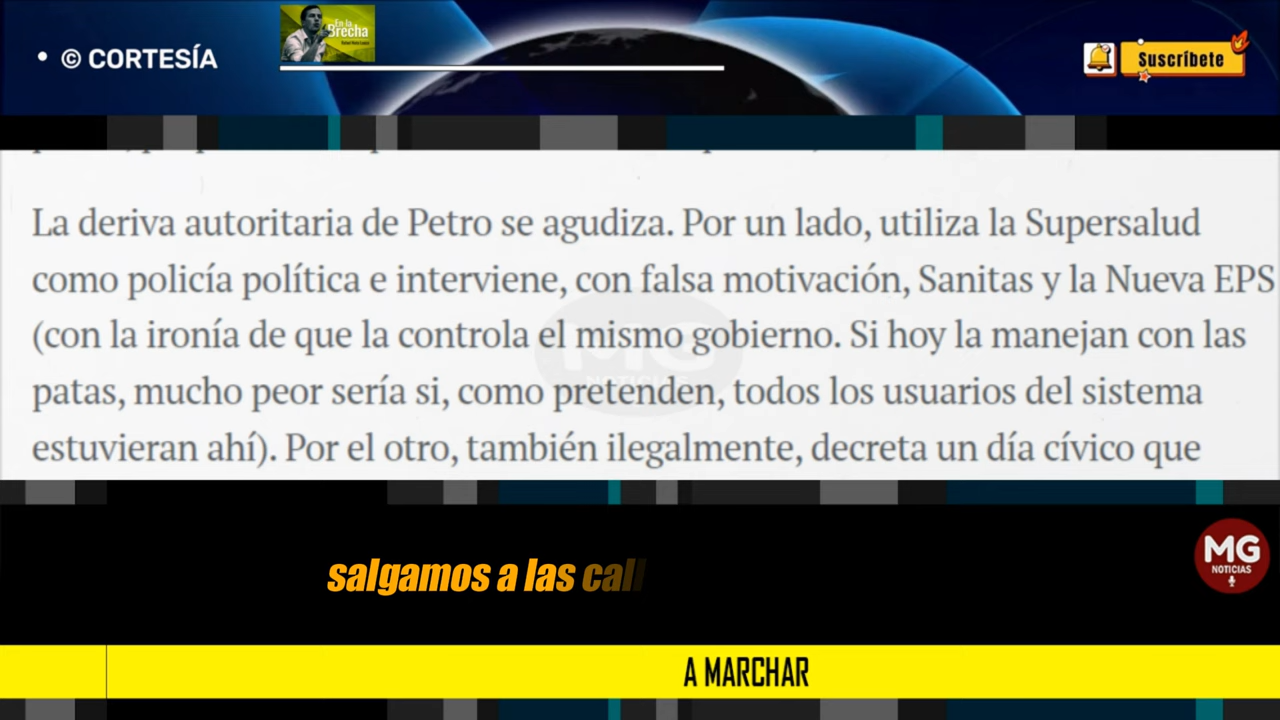 • © CORTESÍA
En la
Brecha
Suscríbete
La deriva autoritaria de Petro se agudiza. Por un lado, utiliza la Supersalud
como policía política e interviene, con falsa motivación, Sanitas y la Nueva EPS
(con la ironía de que la controla el mismo gobierno. Si hoy la manejan con las
patas, mucho peor sería si, como pretenden, todos los usuarios del sistema
estuvieran ahí). Por el otro, también ilegalmente, decreta un día cívico que
MG
NOTICIAS
salgamos a las call
MG
NOTICIAS
A MARCHAR